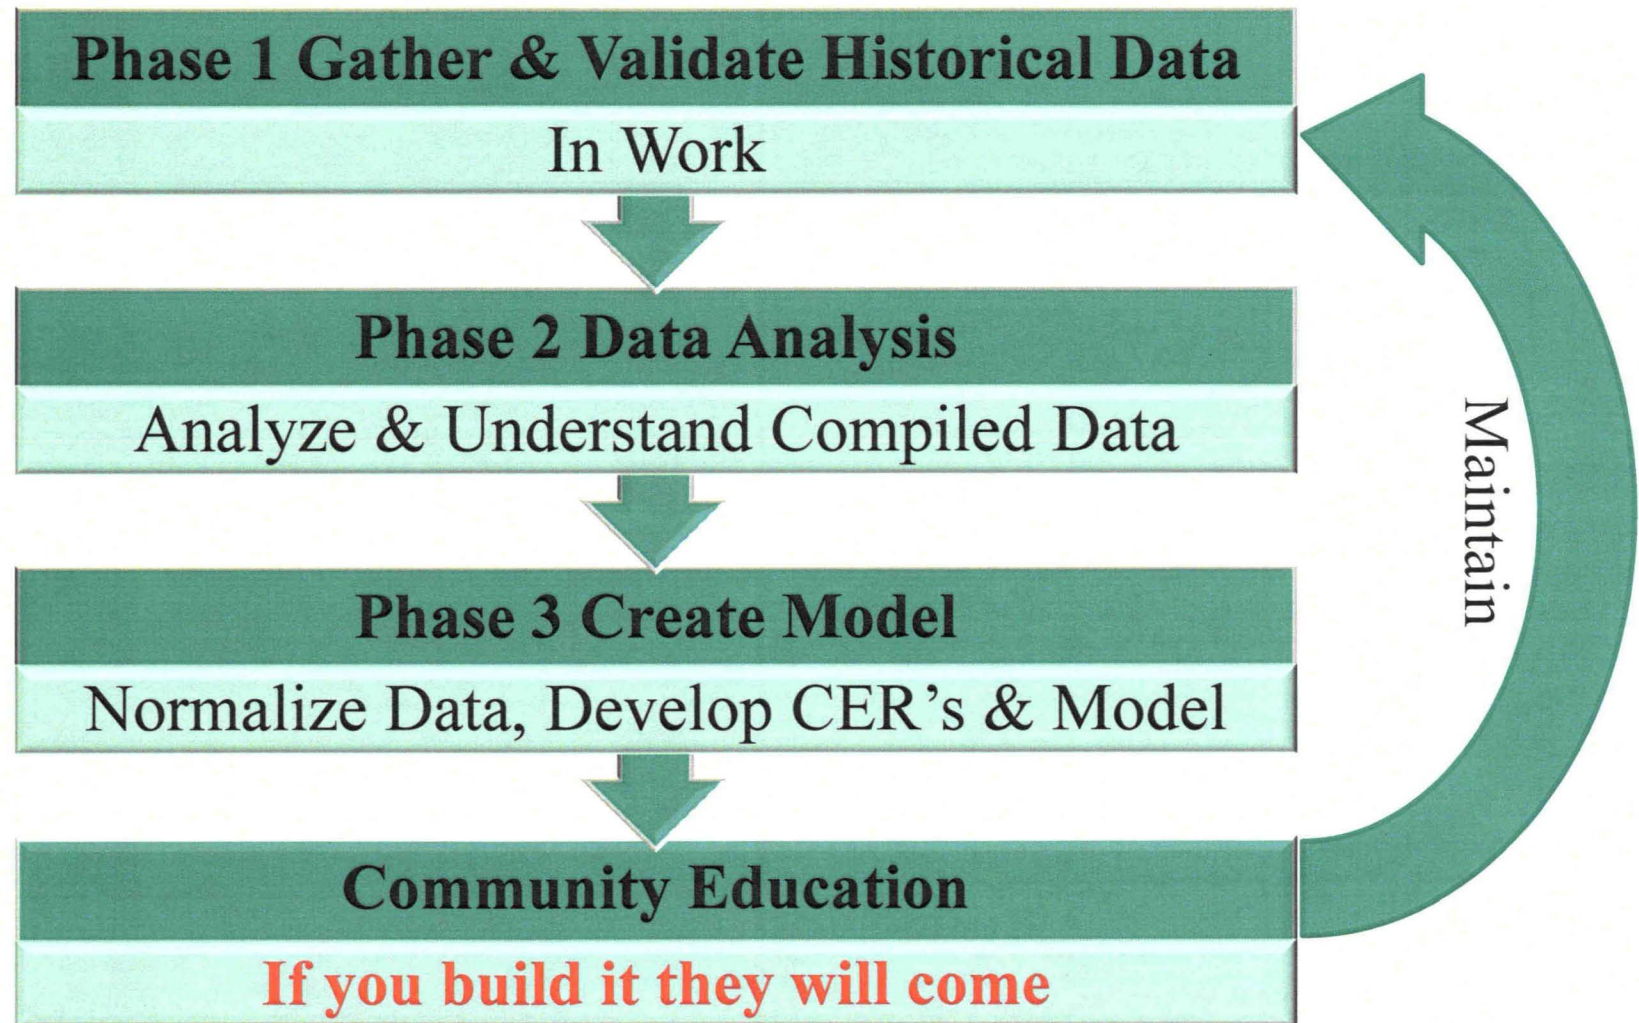 Phase 1 Gather & Validate Historical Data
In Work
Phase 2 Data Analysis
Analyze & Understand Compiled Data
Phase 3 Create Model
Normalize Data, Develop CER’s & Model
Community Education
If you build it they will come
Maintain